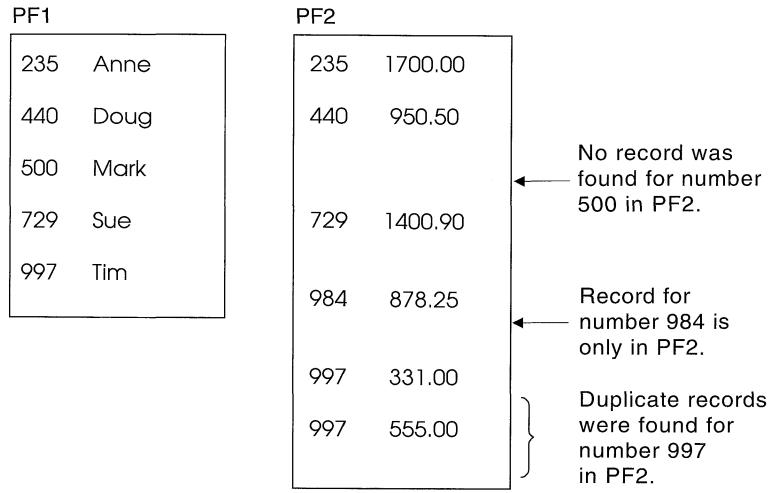 PF1
235 Anne
440 Doug
500 Mark
729 Sue
997 Tim
PF2
235 1700.00
440 950.50
729 1400.90
984 878.25
997 331.00
997 555.00
No record was
found for number
500 in PF2.
Record for
number 984 is
only in PF2.
Duplicate records
were found for
number 997
in PF2.